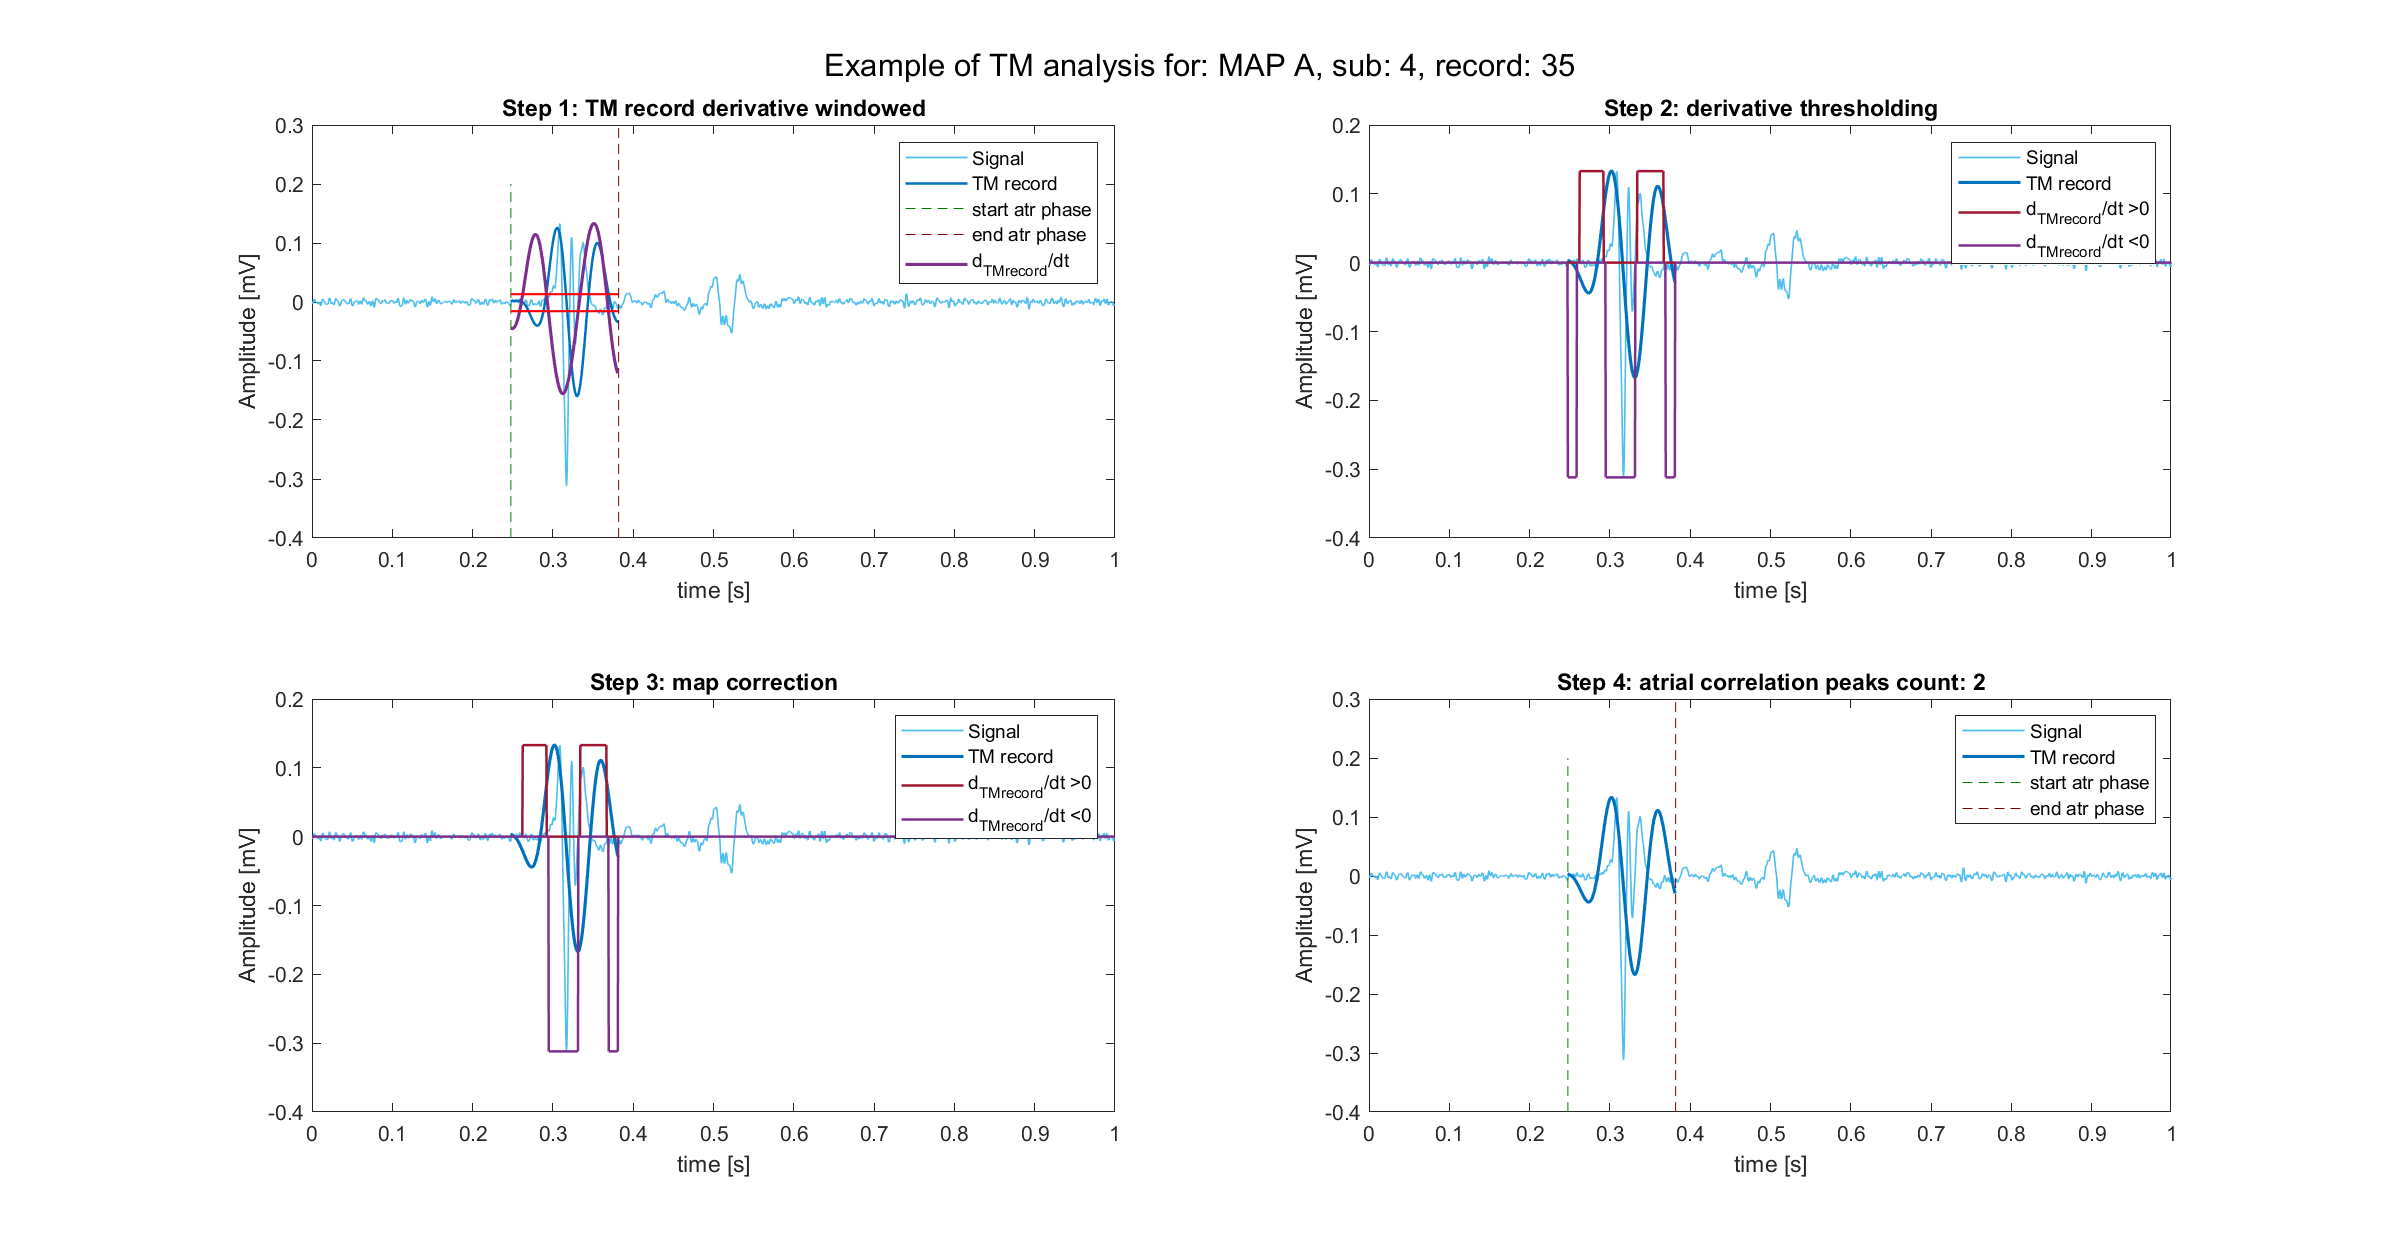 Example of TM analysis for: MAP A, sub: 4, record: 35
Step 1: TM record derivative windowed
0.3
0.2
0.1
0
-0.1
-0.2
-0.3
-0.4
Amplitude [mV]
0 0.1 0.2 0.3 0.4 0.5 0.6 0.7 0.8 0.9 1
time [s]
Signal
TM record
start atr phase
end atr phase
dTMrecord/dt
Step 2: derivative thresholding
0.2
0.1
0
-0.1
-0.2
-0.3
-0.4
Amplitude [mV]
0 0.1 0.2 0.3 0.4 0.5 0.6 0.7 0.8 0.9 1
time [s]
Signal
TM record
dTMrecord/dt >0
dTMrecord/dt <0
Step 3: map correction
0.2
0.1
0
-0.1
-0.2
-0.3
-0.4
Amplitude [mV]
0 0.1 0.2 0.3 0.4 0.5 0.6 0.7 0.8 0.9 1
time [s]
Signal
TM record
dTMrecord/dt >0
dTMrecord/dt <0
Step 4: atrial correlation peaks count: 2
0.3
0.2
0.1
0
-0.1
-0.2
-0.3
-0.4
Amplitude [mV]
0 0.1 0.2 0.3 0.4 0.5 0.6 0.7 0.8 0.9 1
time [s]
Signal
TM record
start atr phase
end atr phase